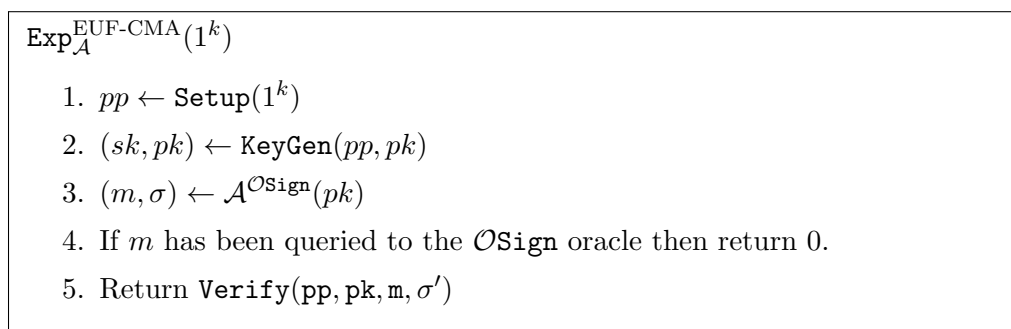 Exp_𝒜^{EUF-CMA}(1^k)
1. pp ← Setup(1^k)
2. (sk, pk) ← KeyGen(pp, pk)
3. (m, σ) ← 𝒜^{𝒪Sign}(pk)
4. If m has been queried to the 𝒪Sign oracle then return 0.
5. Return Verify(pp, pk, m, σ′)